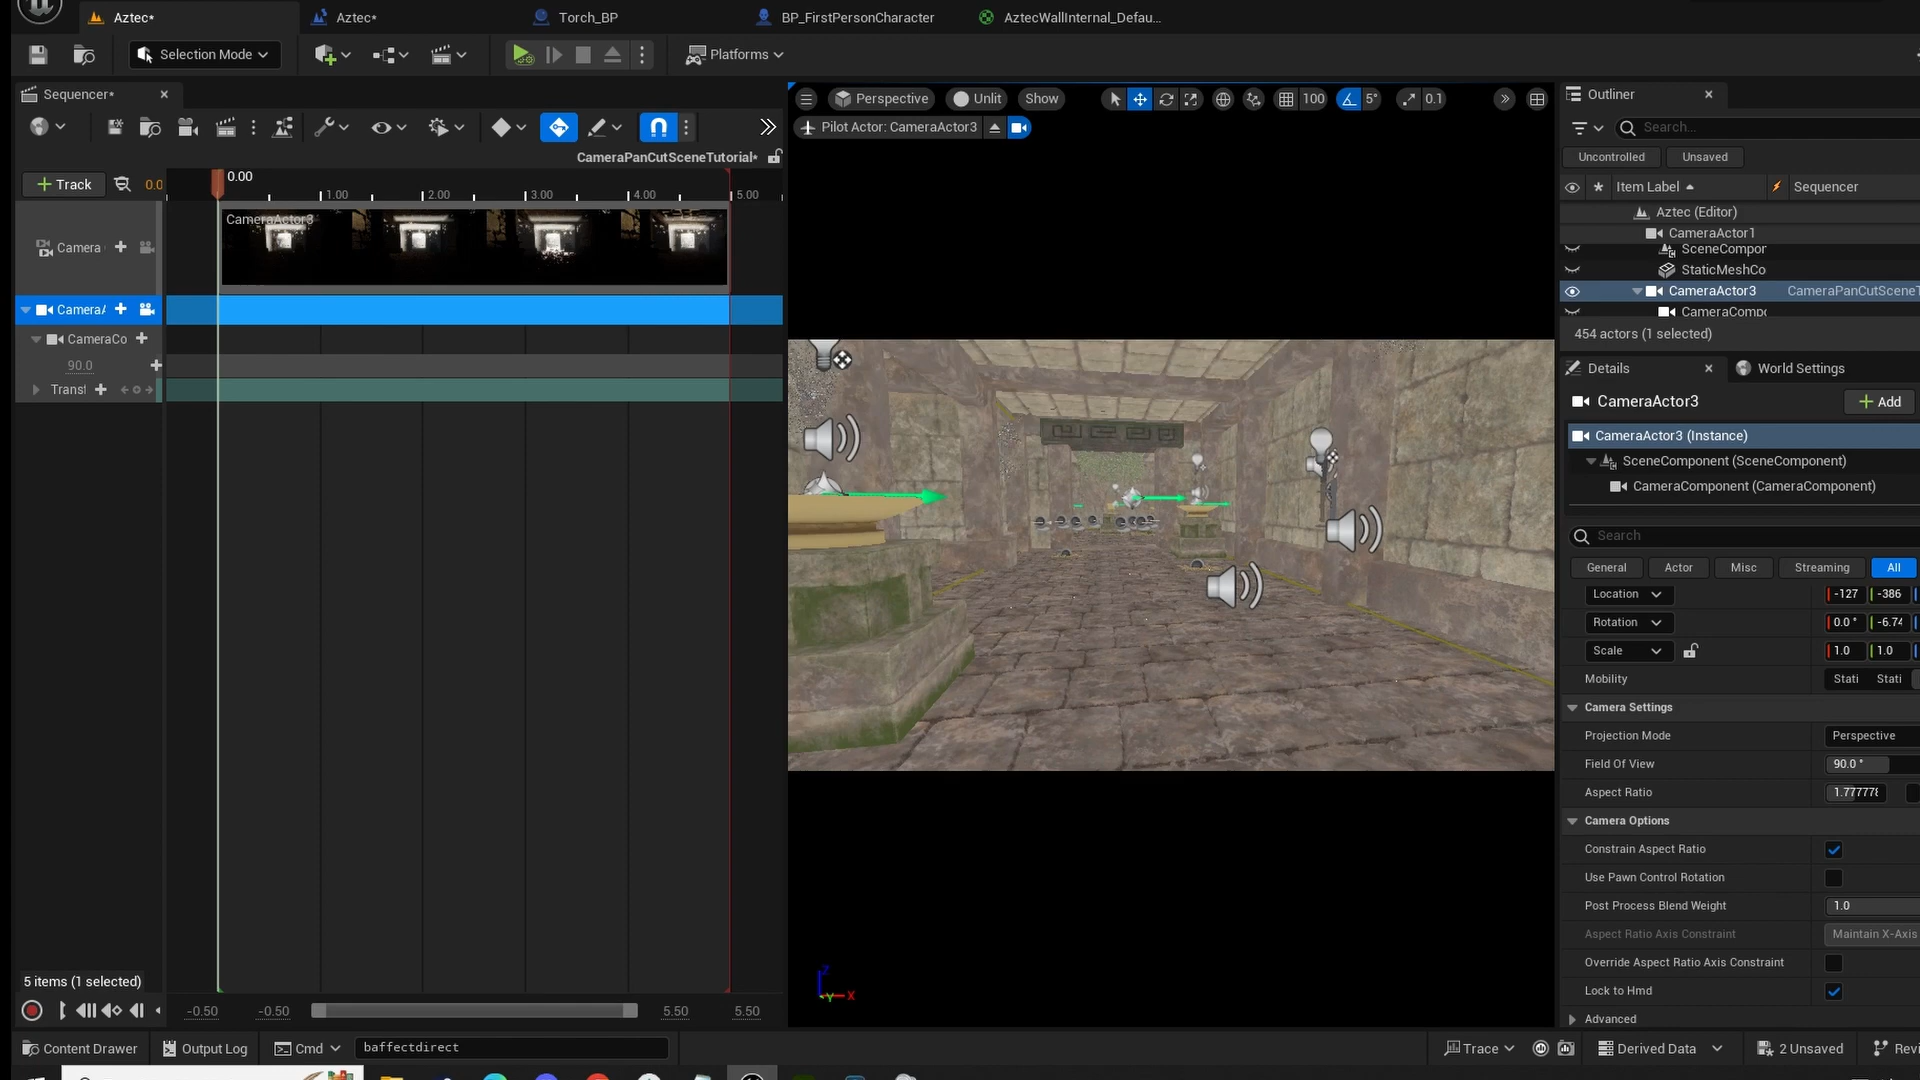 Aztec*
Aztec*
Torch_BP
BP_FirstPersonCharacter
AztecWallInternal_Defau...
Selection Mode
Platforms
Sequencer*
CameraPanCutSceneTutorial*
Track
0.0
0.00
1.00
2.00
3.00
4.00
5.00
CameraActor3
Camera
CameraA
CameraCo
90.0
Transf
5 items (1 selected)
-0.50
-0.50
5.50
5.50
Perspective
Unlit
Show
100
5°
0.1
Pilot Actor: CameraActor3
Z
Y
X
Outliner
Search...
Uncontrolled
Unsaved
Item Label
Sequencer
Aztec (Editor)
CameraActor1
SceneCompor
StaticMeshCo
CameraActor3
CameraPanCutSceneT
CameraCompo
454 actors (1 selected)
Details
World Settings
CameraActor3
Add
CameraActor3 (Instance)
SceneComponent (SceneComponent)
CameraComponent (CameraComponent)
Search
General
Actor
Misc
Streaming
All
Location
-127
-386
Rotation
0.0°
-6.74
Scale
1.0
1.0
Mobility
Stati
Stati
Camera Settings
Projection Mode
Perspective
Field Of View
90.0°
Aspect Ratio
1.777778
Camera Options
Constrain Aspect Ratio
Use Pawn Control Rotation
Post Process Blend Weight
1.0
Aspect Ratio Axis Constraint
Maintain X-Axis
Override Aspect Ratio Axis Constraint
Lock to Hmd
Advanced
Content Drawer
Output Log
Cmd
baffectdirect
Trace
Derived Data
2 Unsaved
Revi